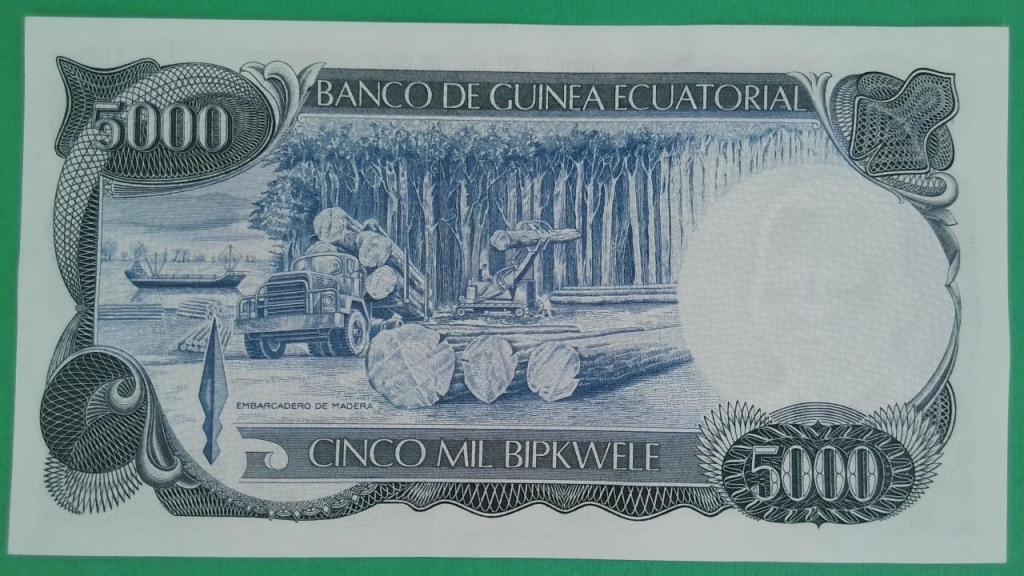 5000
BANCO DE GUINEA ECUATORIAL
EMBARCADERO DE MADERA
CINCO MIL BIPKWELE
5000